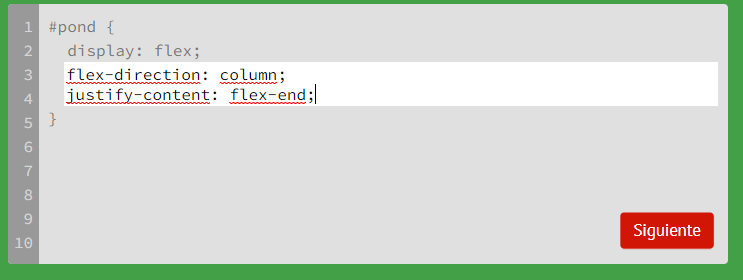 1 #pond {
2 display: flex;
3 flex-direction: column;
4 justify-content: flex-end;
5 }
6
7
8
9
10
Siguiente